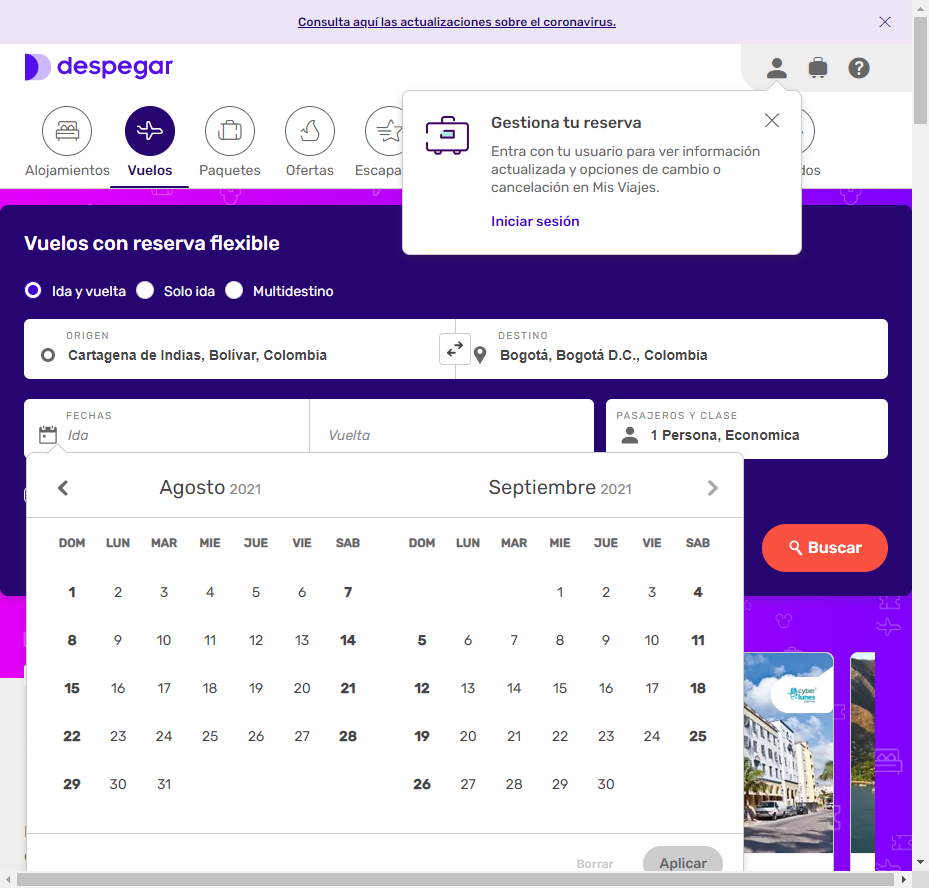 Consulta aquí las actualizaciones sobre el coronavirus.
despegar
Alojamientos
Vuelos
Paquetes
Ofertas
Escapa
dos
Gestiona tu reserva
Entra con tu usuario para ver información
actualizada y opciones de cambio o
cancelación en Mis Viajes.
Iniciar sesión
Vuelos con reserva flexible
Ida y vuelta
Solo ida
Multidestino
ORIGEN
Cartagena de Indias, Bolívar, Colombia
DESTINO
Bogotá, Bogotá D.C., Colombia
FECHAS
Ida
Vuelta
PASAJEROS Y CLASE
1 Persona, Economica
Agosto 2021
DOM LUN MAR MIE JUE VIE SAB
1 2 3 4 5 6 7
8 9 10 11 12 13 14
15 16 17 18 19 20 21
22 23 24 25 26 27 28
29 30 31
Septiembre 2021
DOM LUN MAR MIE JUE VIE SAB
1 2 3 4
5 6 7 8 9 10 11
12 13 14 15 16 17 18
19 20 21 22 23 24 25
26 27 28 29 30
Borrar
Aplicar
Buscar
cyber
lunes